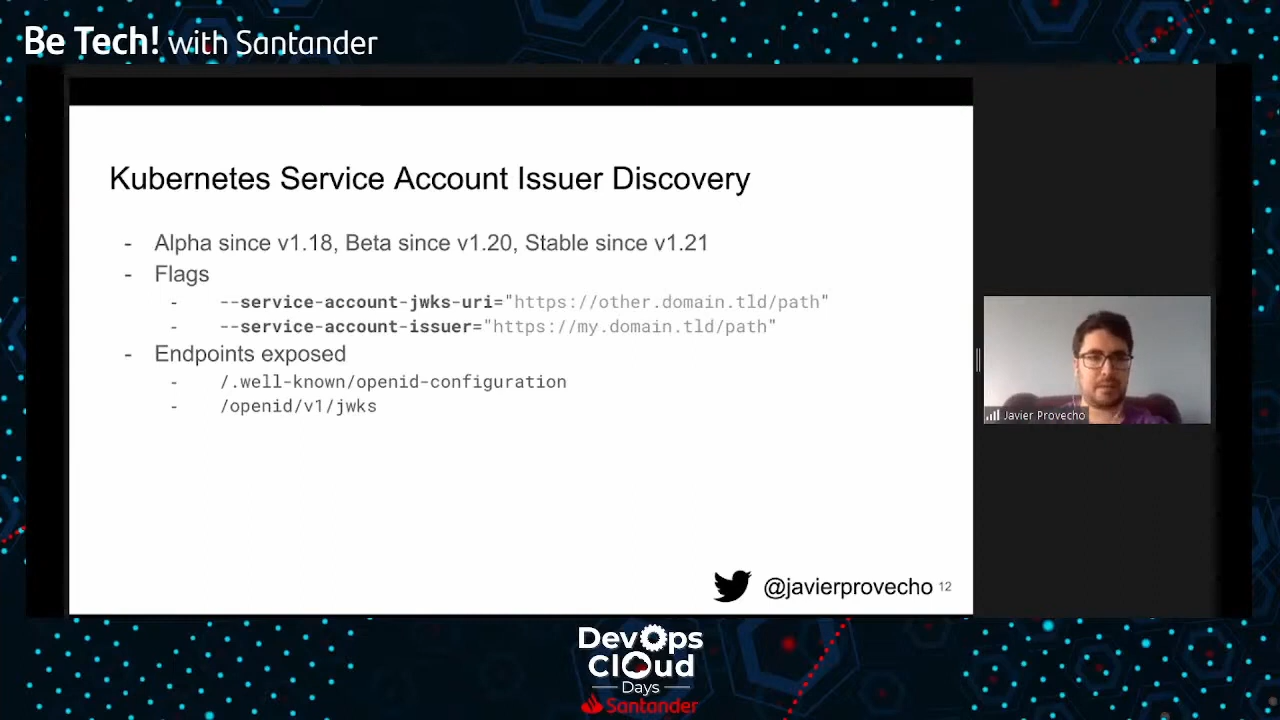 Be Tech! with Santander
Kubernetes Service Account Issuer Discovery
- Alpha since v1.18, Beta since v1.20, Stable since v1.21
- Flags
- --service-account-jwks-uri="https://other.domain.tld/path"
- --service-account-issuer="https://my.domain.tld/path"
- Endpoints exposed
- /.well-known/openid-configuration
- /openid/v1/jwks
Javier Provecho
@javierprovecho 12
DevOps
Cloud
Days
Santander